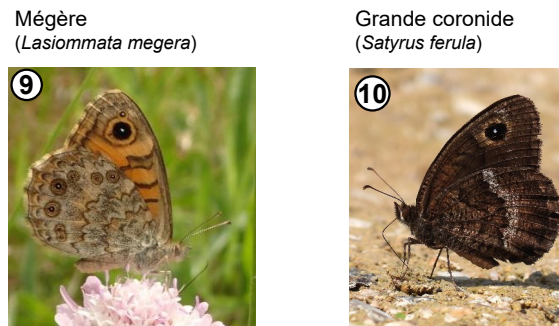 Mégère
(Lasiommata megera)
9
Grande coronide
(Satyrus ferula)
10